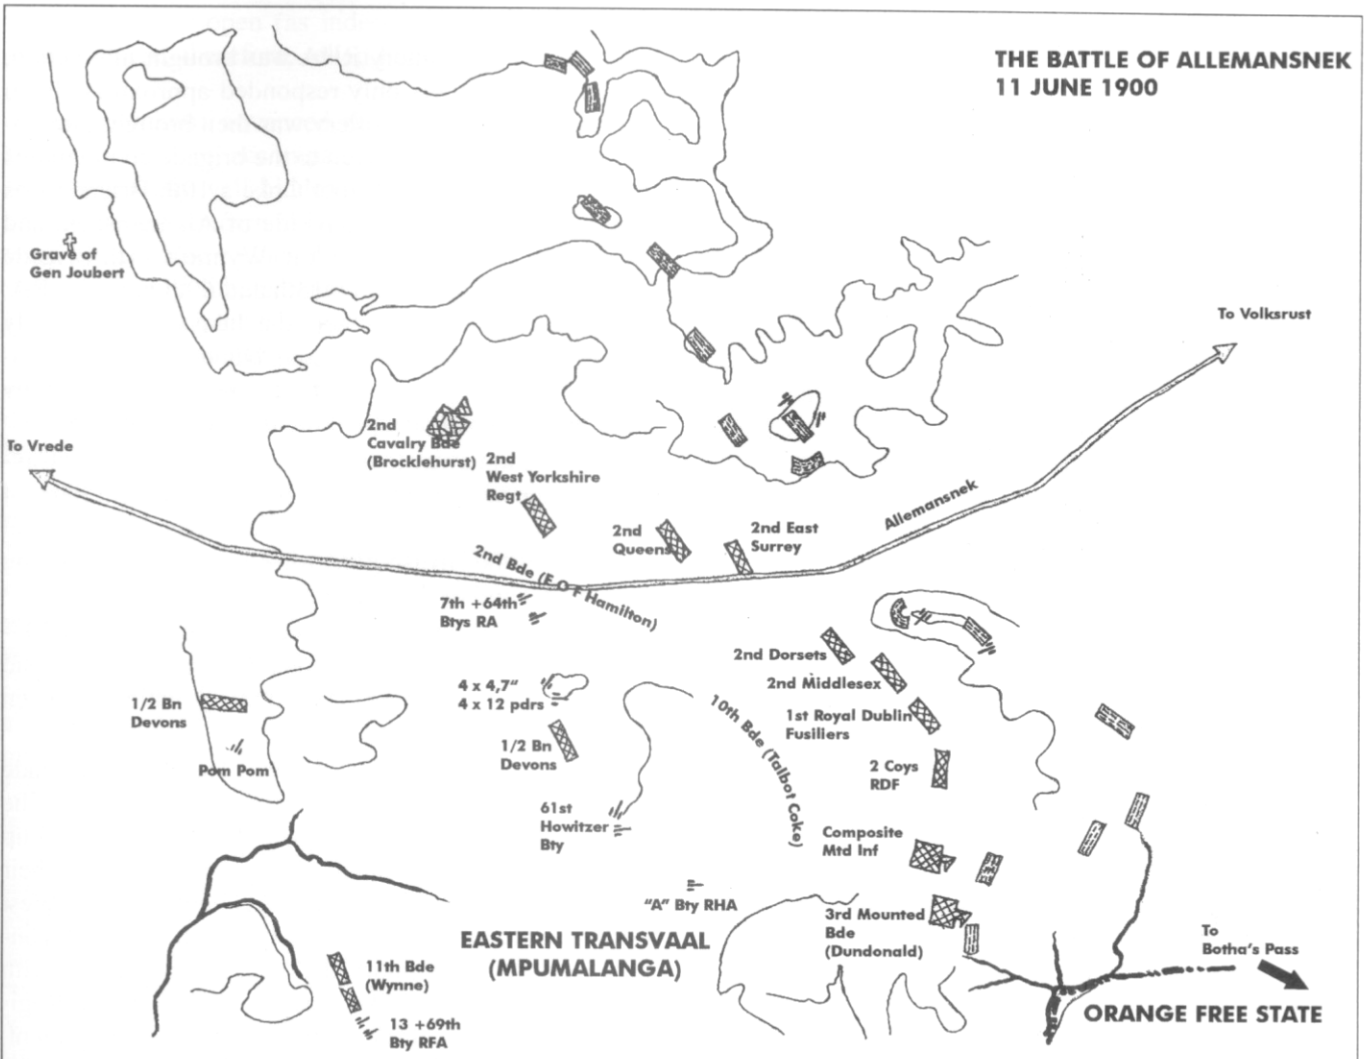 THE BATTLE OF ALLEMANSNEK
11 JUNE 1900
Grave of
Gen Joubert
To Volksrust
To Vrede
2nd
Cavalry Bde
(Brocklehurst)
2nd
West Yorkshire
Regt
2nd
Queens
2nd East
Surrey
Allemansnek
2nd Bde (E O F Hamilton)
7th +64th
Btys RA
2nd Dorsets
2nd Middlesex
1st Royal Dublin
Fusiliers
2 Coys
RDF
10th Bde (Talbot Coke)
4 x 4,7"
4 x 12 pdrs
1/2 Bn
Devons
Pom Pom
1/2 Bn
Devons
61st
Howitzer
Bty
Composite
Mtd Inf
"A" Bty RHA
3rd Mounted
Bde
(Dundonald)
EASTERN TRANSVAAL
(MPUMALANGA)
11th Bde
(Wynne)
13 +69th
Bty RFA
To
Botha's Pass
ORANGE FREE STATE